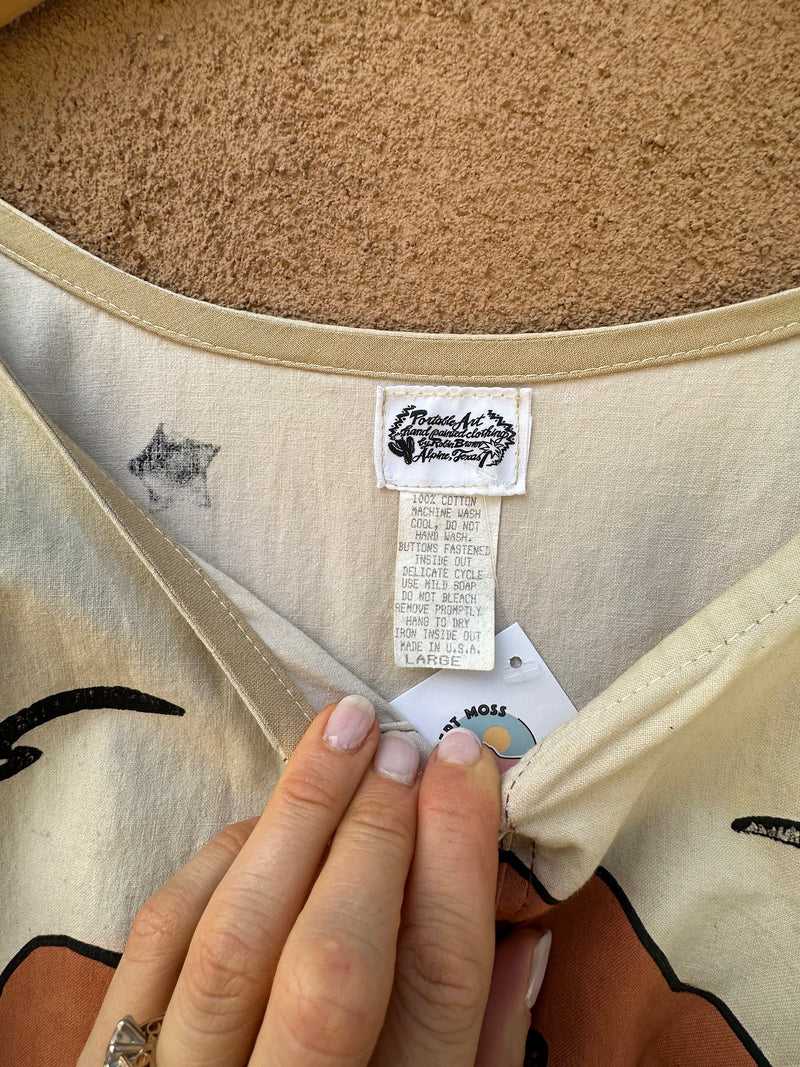 Portable Art
hand painted clothing
by Robin Brown
Alpine, Texas
100% COTTON
MACHINE WASH
COOL, DO NOT
HAND WASH.
BUTTONS FASTENED
INSIDE OUT
DELICATE CYCLE
USE MILD SOAP
DO NOT BLEACH
REMOVE PROMPTLY
HANG TO DRY
IRON INSIDE OUT
MADE IN U.S.A.
LARGE
MOSS